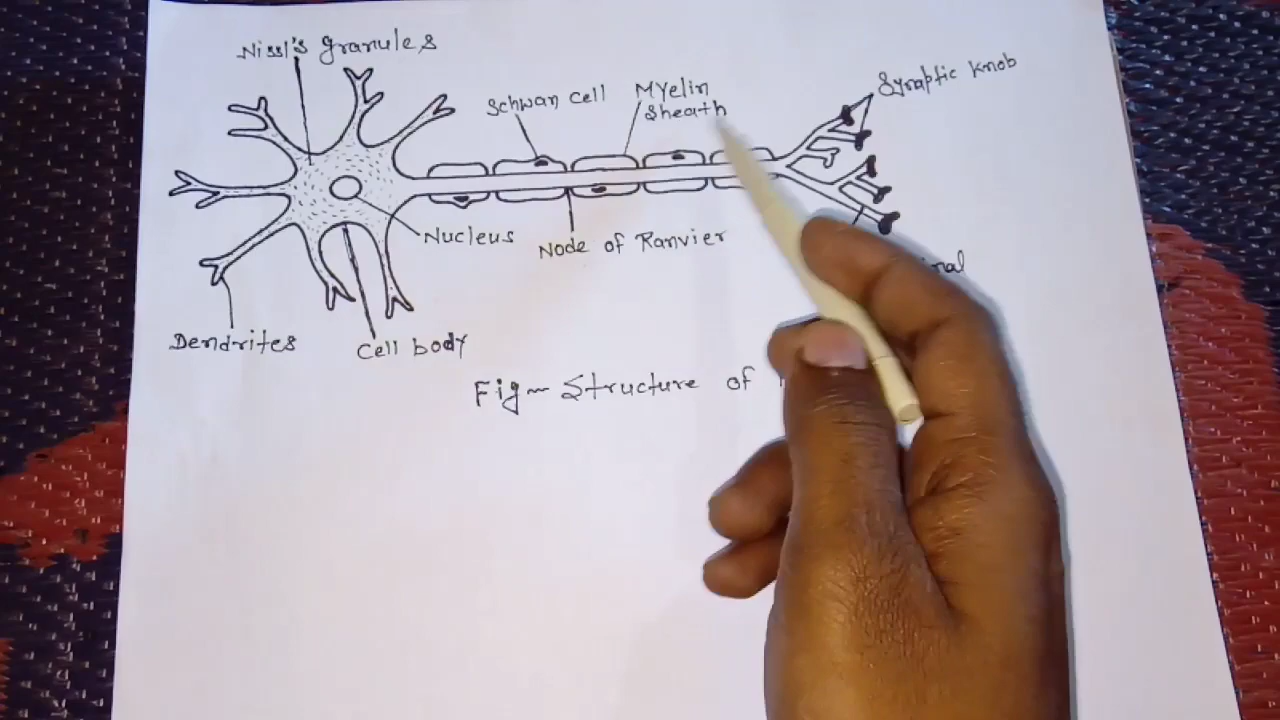 Nissl's granules
Schwan cell
Myelin
Sheath
Synaptic Knob
Nucleus
Node of Ranvier
Dendrites
Cell body
Fig~ Structure of